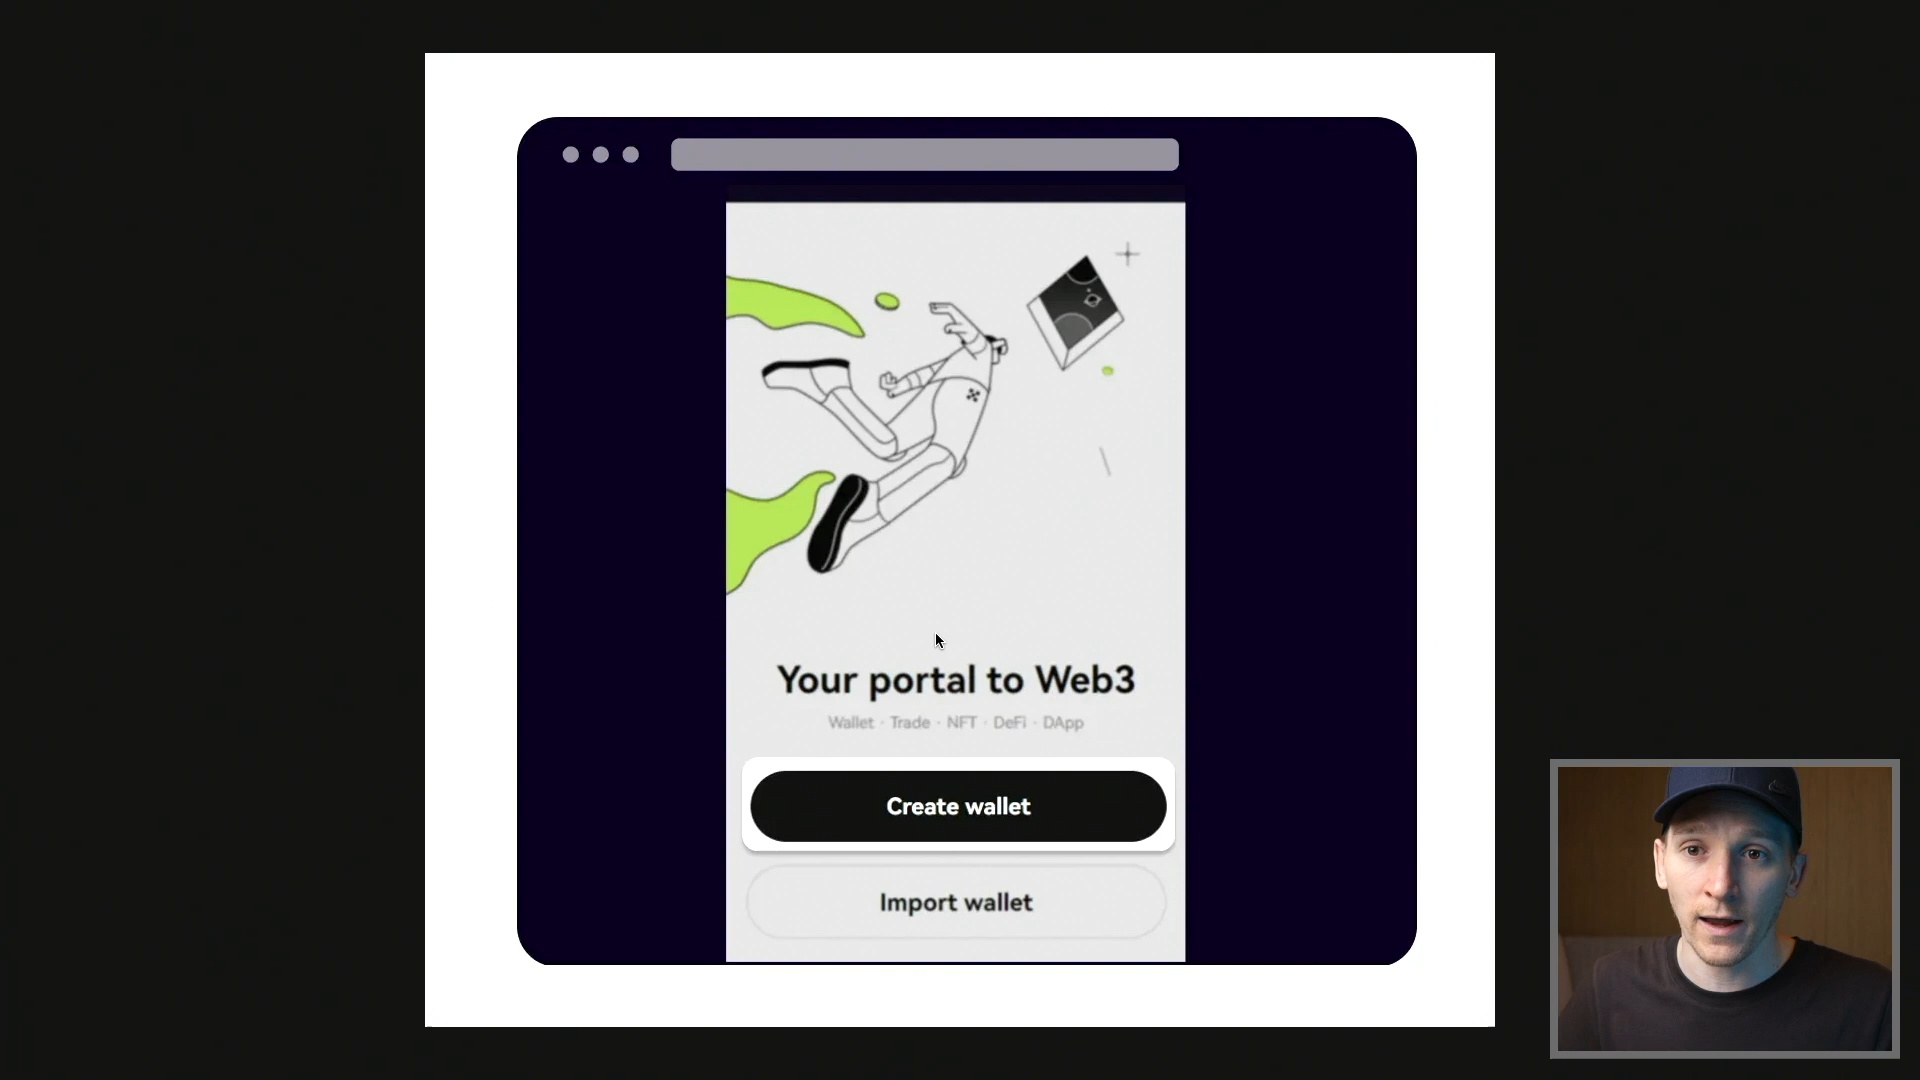 Your portal to Web3
Wallet · Trade · NFT · DeFi · DApp
Create wallet
Import wallet